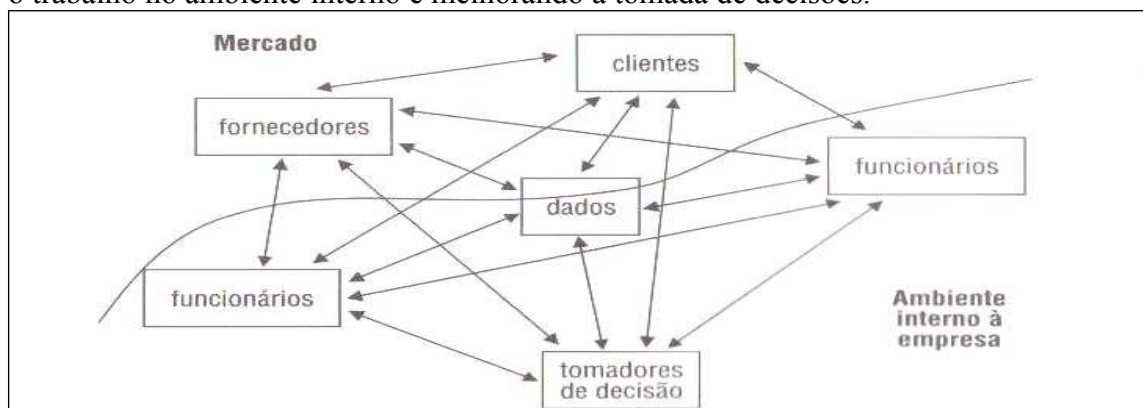 o trabalho no ambiente interno e memorando a tomada de decisões.
Mercado
clientes
fornecedores
funcionários
dados
funcionários
Ambiente
interno à
empresa
tomadores
de decisão